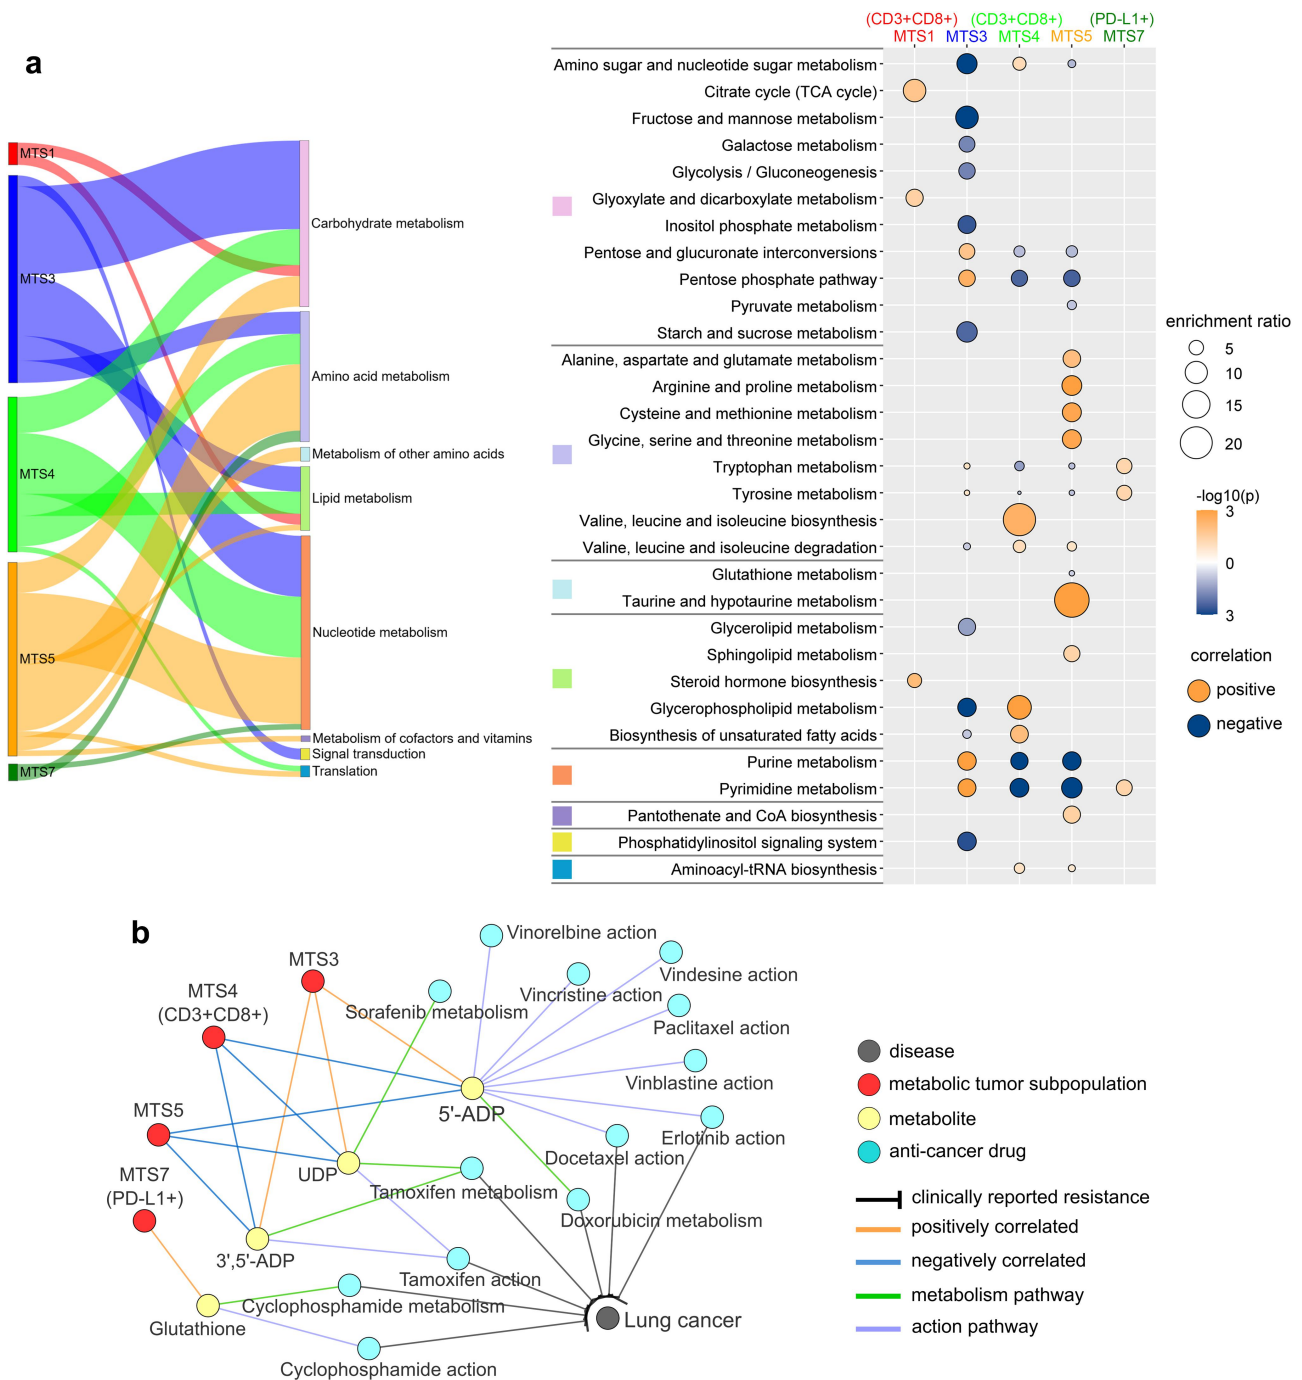 a
MTS1
MTS3
MTS4
MTS5
MTS7
Carbohydrate metabolism
Amino acid metabolism
Metabolism of other amino acids
Lipid metabolism
Nucleotide metabolism
Metabolism of cofactors and vitamins
Signal transduction
Translation
(CD3+CD8+) (CD3+CD8+) (PD-L1+)
MTS1 MTS3 MTS4 MTS5 MTS7
Amino sugar and nucleotide sugar metabolism
Citrate cycle (TCA cycle)
Fructose and mannose metabolism
Galactose metabolism
Glycolysis / Gluconeogenesis
Glyoxylate and dicarboxylate metabolism
Inositol phosphate metabolism
Pentose and glucuronate interconversions
Pentose phosphate pathway
Pyruvate metabolism
Starch and sucrose metabolism
Alanine, aspartate and glutamate metabolism
Arginine and proline metabolism
Cysteine and methionine metabolism
Glycine, serine and threonine metabolism
Tryptophan metabolism
Tyrosine metabolism
Valine, leucine and isoleucine biosynthesis
Valine, leucine and isoleucine degradation
Glutathione metabolism
Taurine and hypotaurine metabolism
Glycerolipid metabolism
Sphingolipid metabolism
Steroid hormone biosynthesis
Glycerophospholipid metabolism
Biosynthesis of unsaturated fatty acids
Purine metabolism
Pyrimidine metabolism
Pantothenate and CoA biosynthesis
Phosphatidylinositol signaling system
Aminoacyl-tRNA biosynthesis
enrichment ratio
5
10
15
20
-log10(p)
3
0
3
correlation
positive
negative
b
MTS3
MTS4
(CD3+CD8+)
MTS5
MTS7
(PD-L1+)
Vinorelbine action
Vindesine action
Vincristine action
Sorafenib metabolism
Paclitaxel action
Vinblastine action
5'-ADP
Erlotinib action
Docetaxel action
UDP
Tamoxifen metabolism
Doxorubicin metabolism
3',5'-ADP
Tamoxifen action
Cyclophosphamide metabolism
Glutathione
Lung cancer
Cyclophosphamide action
disease
metabolic tumor subpopulation
metabolite
anti-cancer drug
clinically reported resistance
positively correlated
negatively correlated
metabolism pathway
action pathway